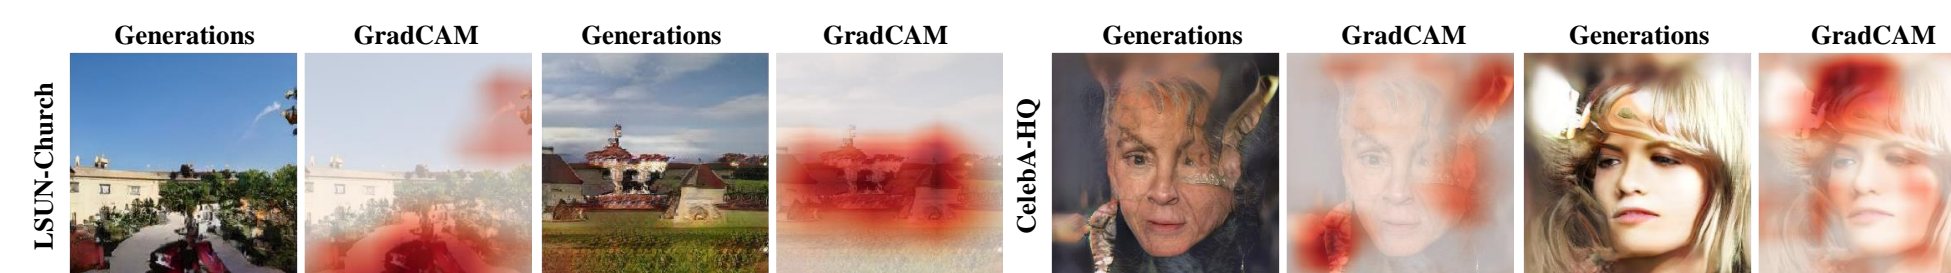 Generations GradCAM Generations GradCAM Generations GradCAM Generations GradCAM
LSUN-Church
CelebA-HQ